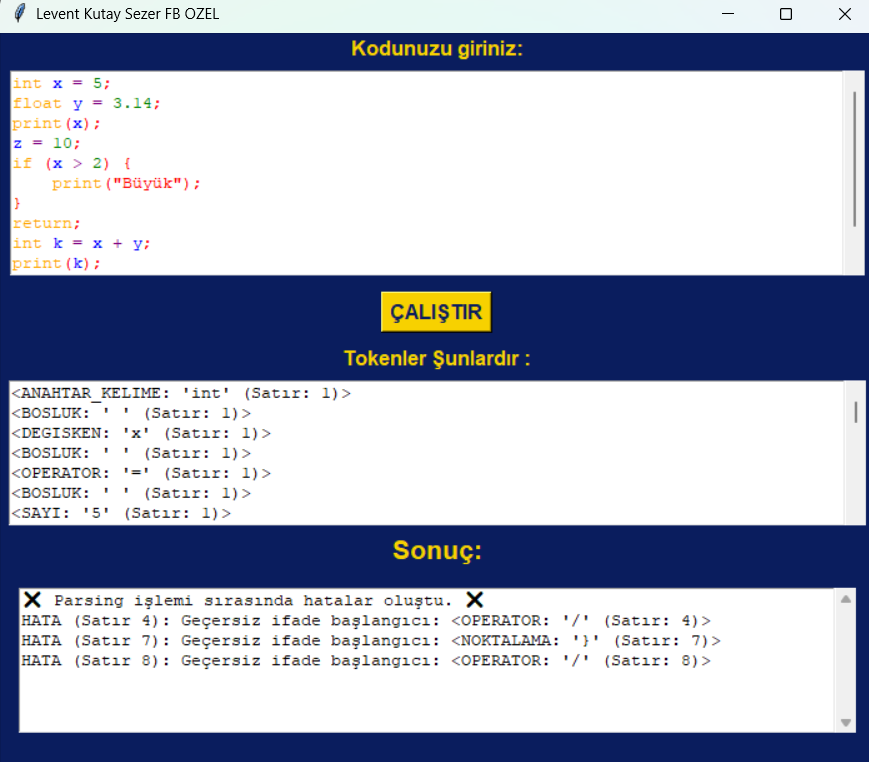 Levent Kutay Sezer FB OZEL
Kodunuzu giriniz:
int x = 5;
float y = 3.14;
print(x);
z = 10;
if (x > 2) {
    print("Büyük");
}
return;
int k = x + y;
print(k);
ÇALIŞTIR
Tokenler Şunlardır :
<ANAHTAR_KELIME: 'int' (Satır: 1)>
<BOSLUK: ' ' (Satır: 1)>
<DEGISKEN: 'x' (Satır: 1)>
<BOSLUK: ' ' (Satır: 1)>
<OPERATOR: '=' (Satır: 1)>
<BOSLUK: ' ' (Satır: 1)>
<SAYI: '5' (Satır: 1)>
Sonuç:
❌ Parsing işlemi sırasında hatalar oluştu. ❌
HATA (Satır 4): Geçersiz ifade başlangıcı: <OPERATOR: '/' (Satır: 4)>
HATA (Satır 7): Geçersiz ifade başlangıcı: <NOKTALAMA: '}' (Satır: 7)>
HATA (Satır 8): Geçersiz ifade başlangıcı: <OPERATOR: '/' (Satır: 8)>